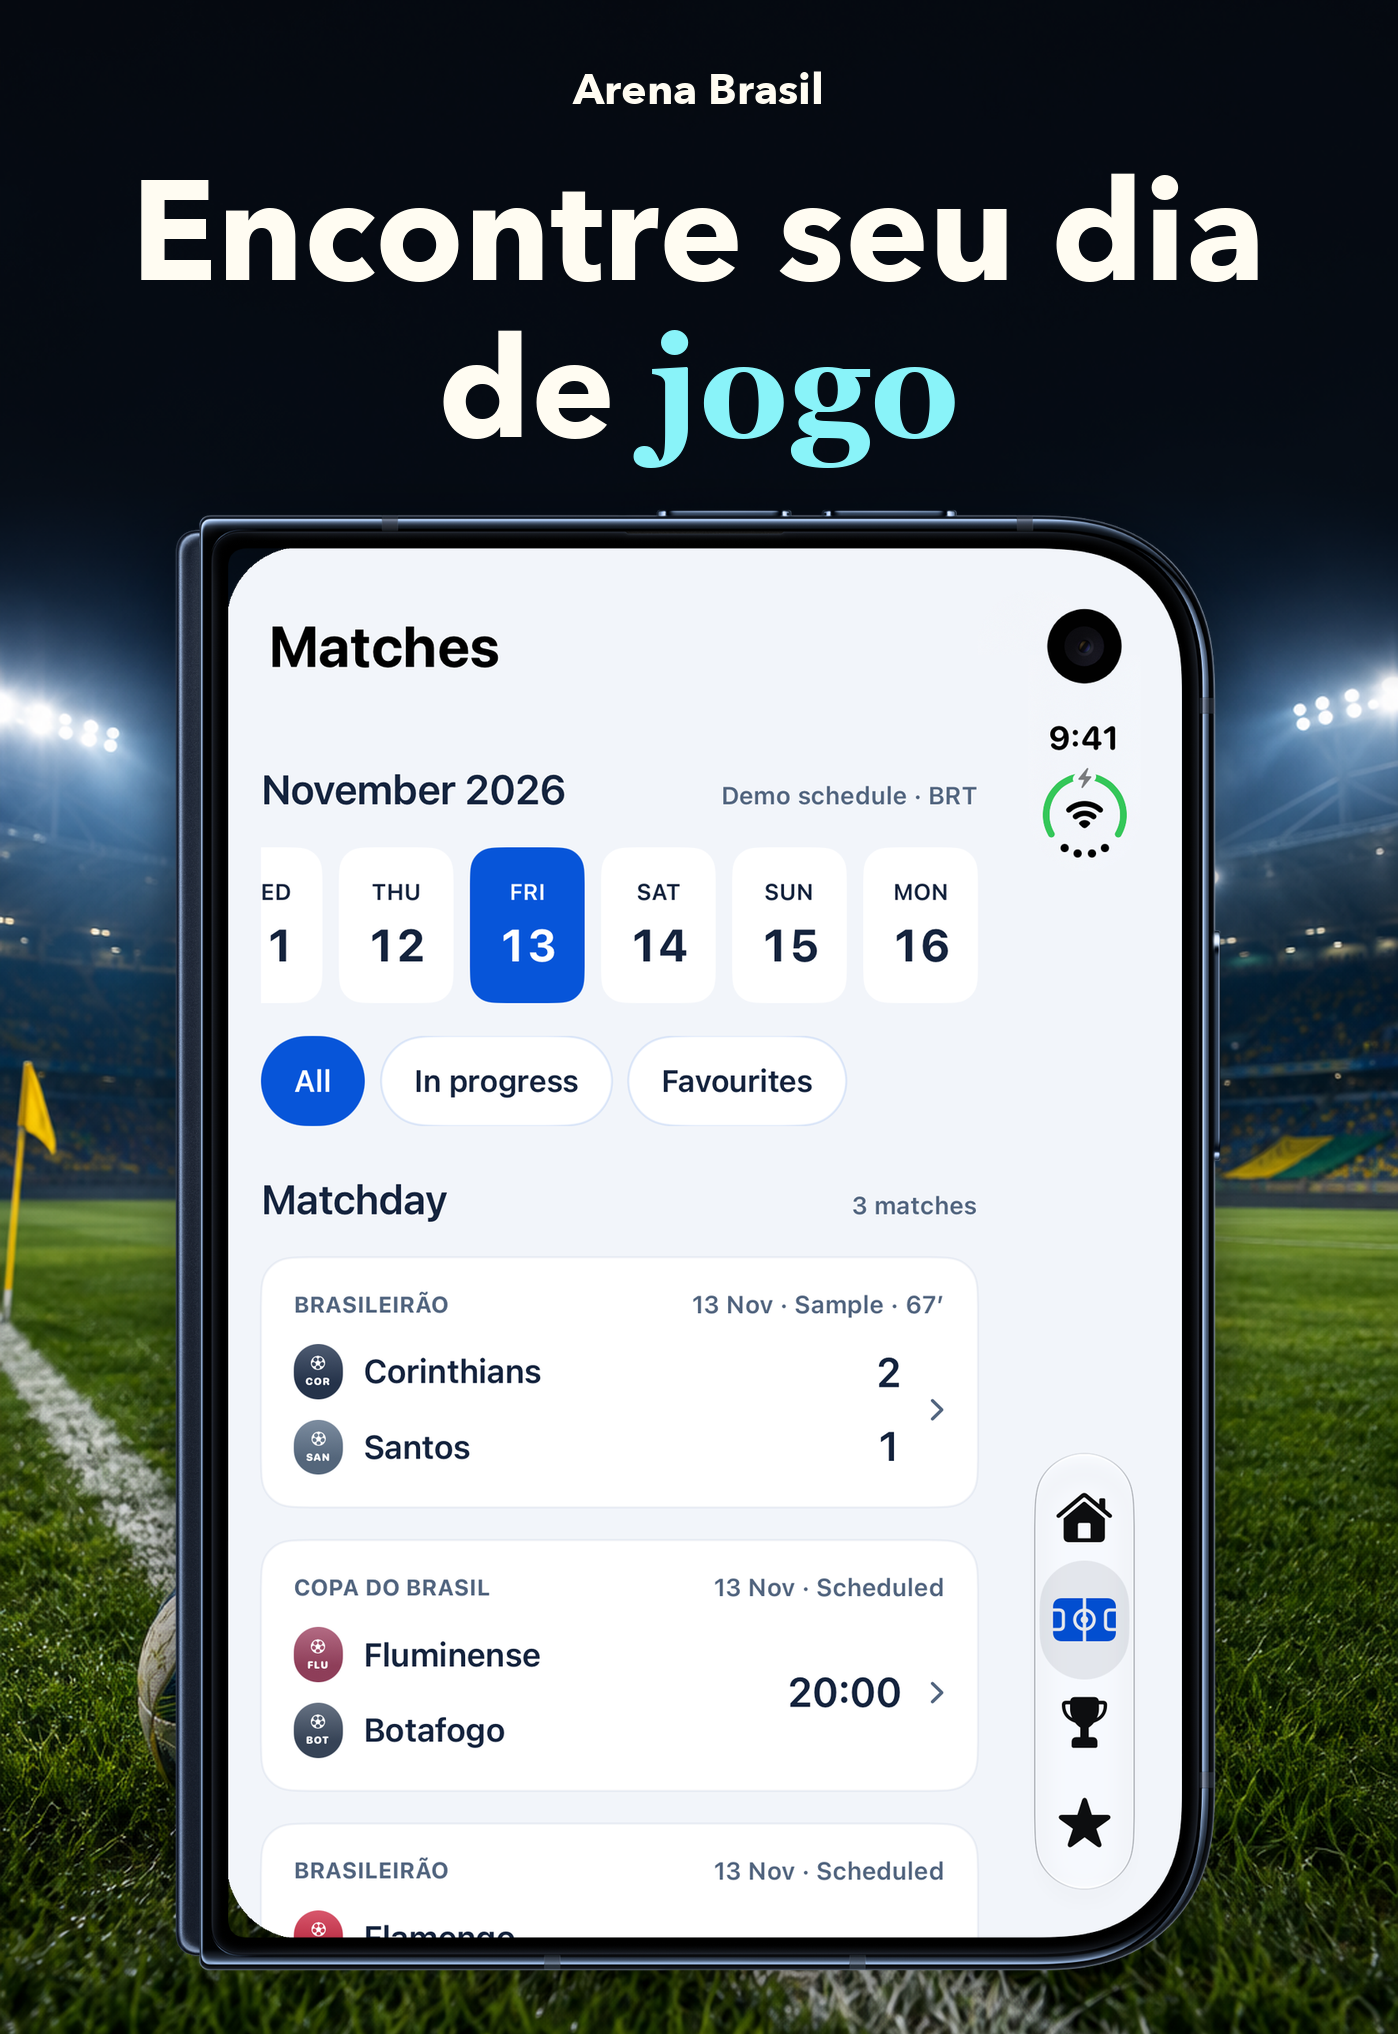 Arena Brasil
Encontre seu dia
de jogo
Matches
9:41
November 2026
Demo schedule · BRT
ED THU FRI SAT SUN MON
1 12 13 14 15 16
All In progress Favourites
Matchday
3 matches
BRASILEIRÃO
13 Nov · Sample · 67′
COR
Corinthians
2
SAN
Santos
1
COPA DO BRASIL
13 Nov · Scheduled
FLU
Fluminense
20:00
BOT
Botafogo
BRASILEIRÃO
13 Nov · Scheduled
Flamengo